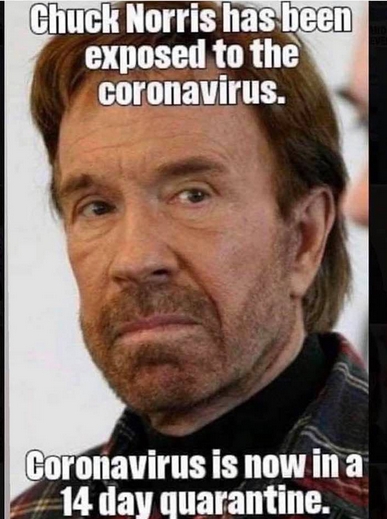 Chuck Norris has been
exposed to the
coronavirus.
Coronavirus is now in a
14 day quarantine.